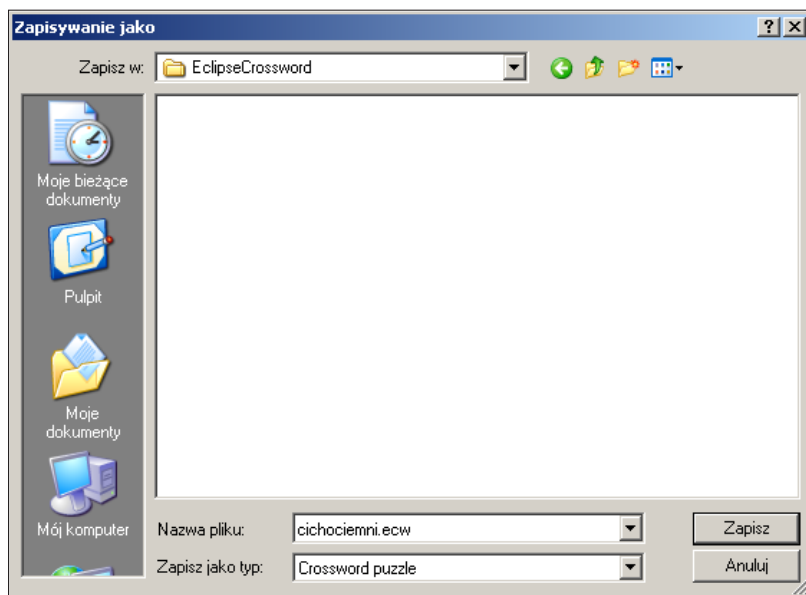 Zapisywanie jako
Zapisz w: EclipseCrossword
Moje bieżące
dokumenty
Pulpit
Moje
dokumenty
Mój komputer
Nazwa pliku: cichociemni.ecw Zapisz
Zapisz jako typ: Crossword puzzle Anuluj